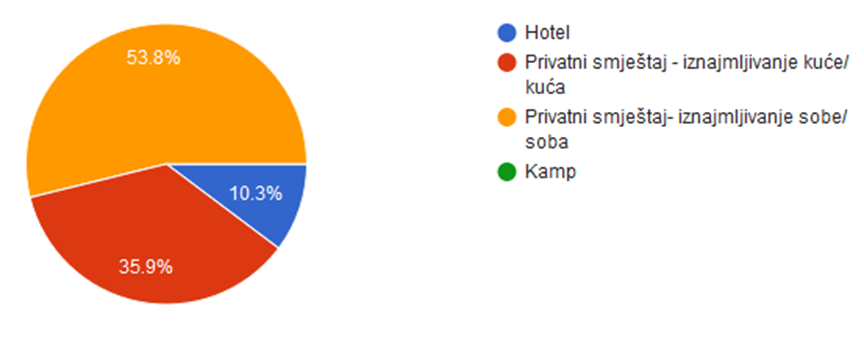 53.8%
10.3%
35.9%
Hotel
Privatni smještaj - iznajmljivanje kuće/
kuća
Privatni smještaj- iznajmljivanje sobe/
soba
Kamp